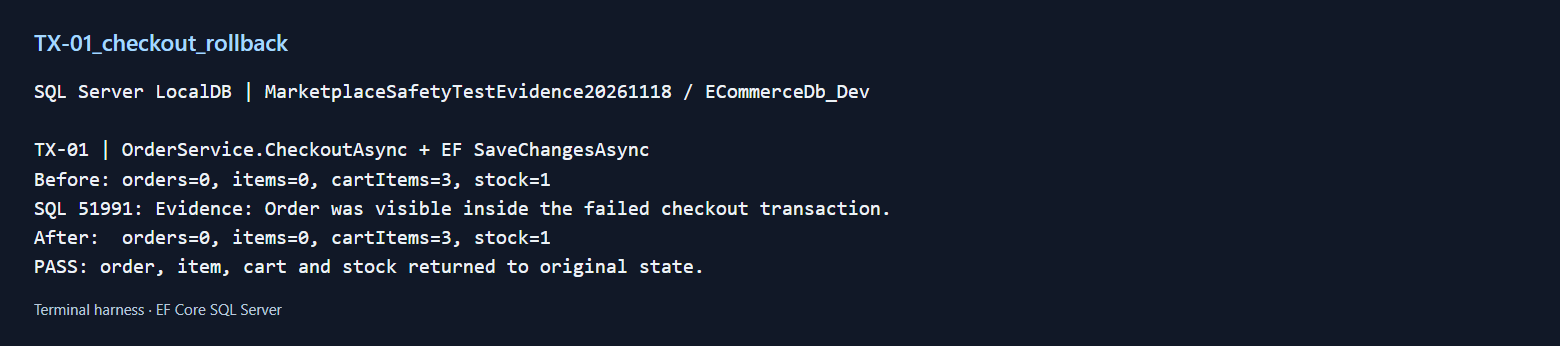 TX-01_checkout_rollback
SQL Server LocalDB | MarketplaceSafetyTestEvidence20261118 / ECommerceDb_Dev
TX-01 | OrderService.CheckoutAsync + EF SaveChangesAsync
Before: orders=0, items=0, cartItems=3, stock=1
SQL 51991: Evidence: Order was visible inside the failed checkout transaction.
After:  orders=0, items=0, cartItems=3, stock=1
PASS: order, item, cart and stock returned to original state.
Terminal harness · EF Core SQL Server